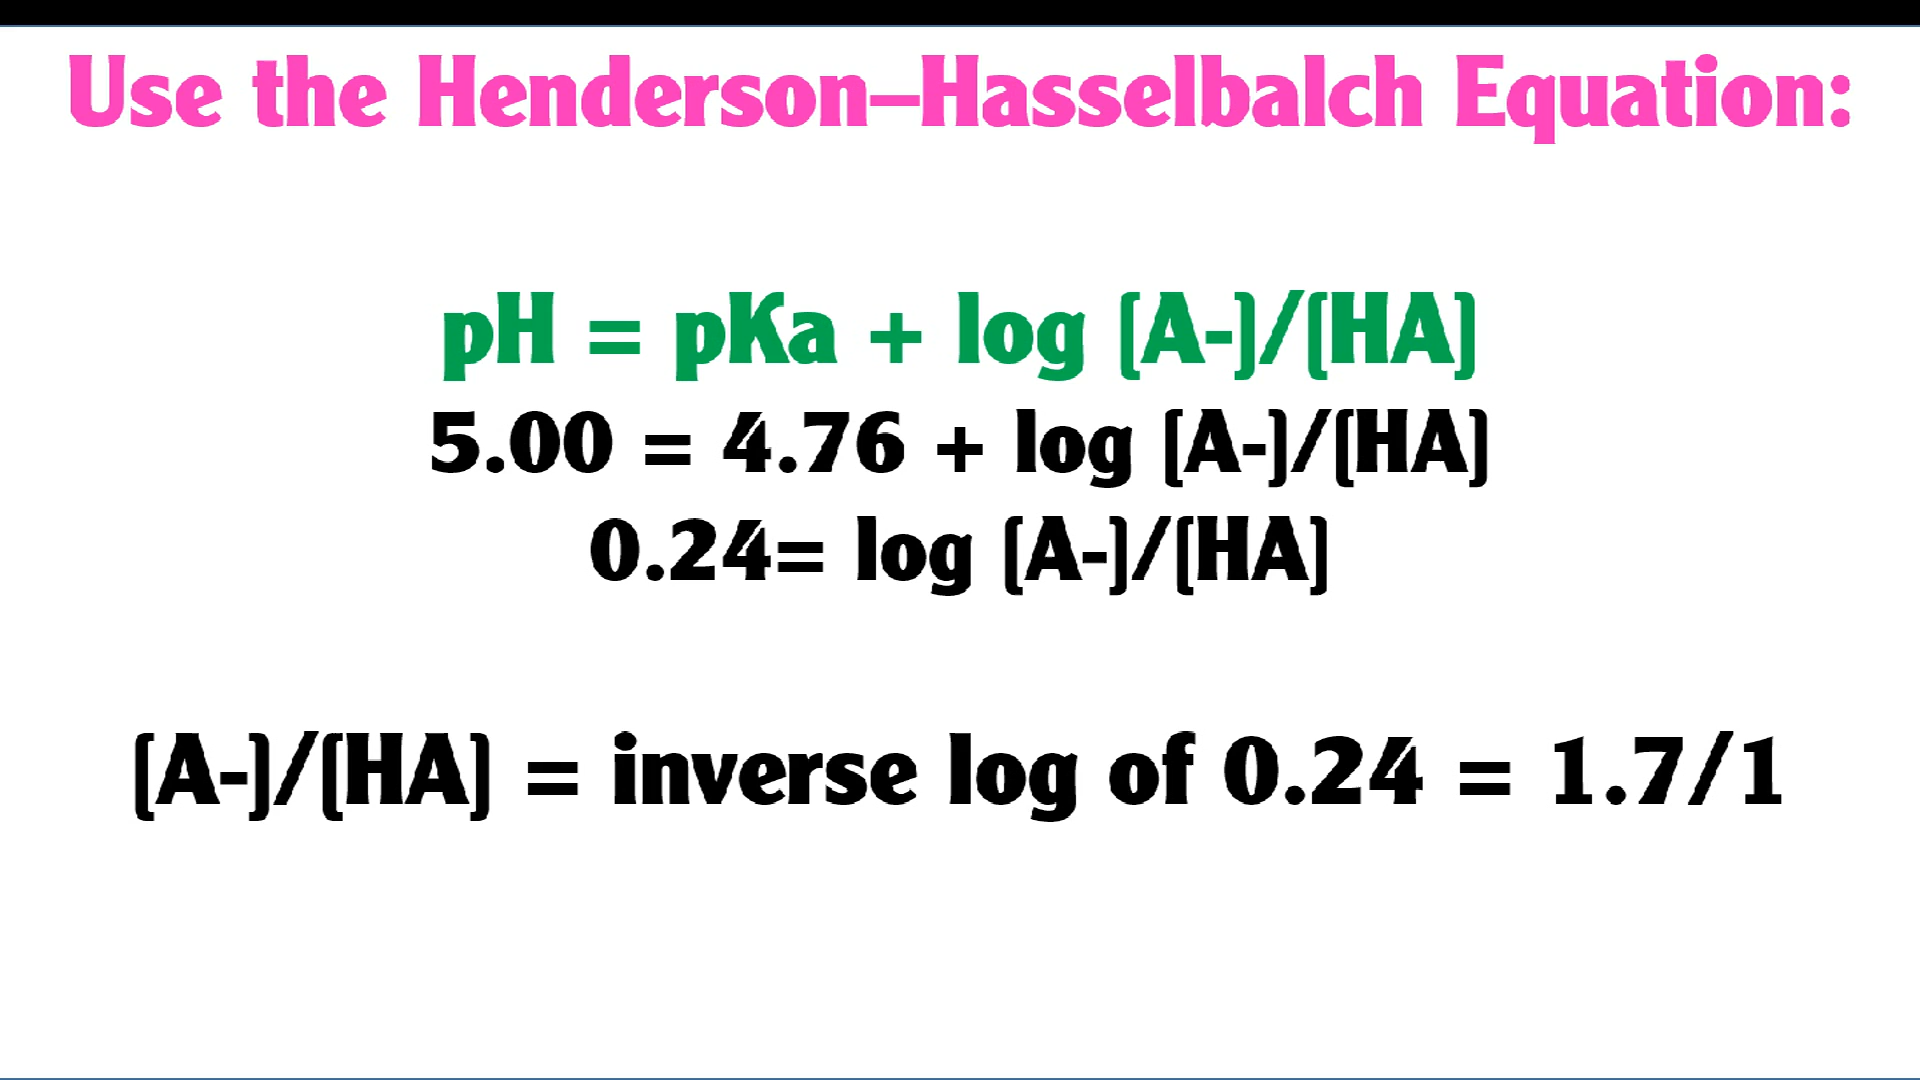 Use the Henderson–Hasselbalch Equation:
pH = pKa + log [A-]/[HA]
5.00 = 4.76 + log [A-]/[HA]
0.24= log [A-]/[HA]
[A-]/[HA] = inverse log of 0.24 = 1.7/1